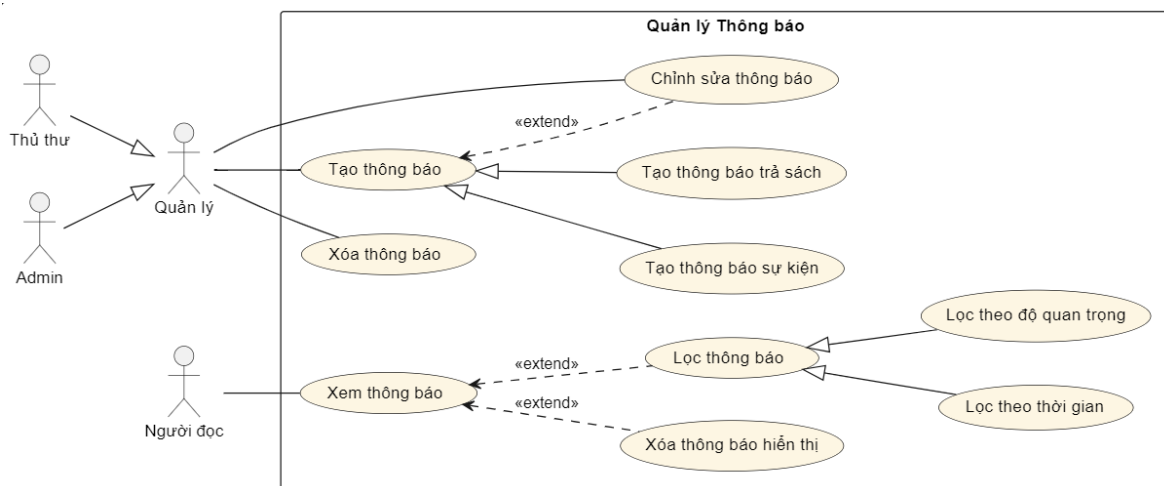 Quản lý Thông báo
Chỉnh sửa thông báo
«extend»
Thủ thư
Tạo thông báo
Tạo thông báo trả sách
Quản lý
Xóa thông báo
Tạo thông báo sự kiện
Admin
Lọc theo độ quan trọng
Lọc thông báo
«extend»
Xem thông báo
«extend»
Lọc theo thời gian
Người đọc
Xóa thông báo hiển thị